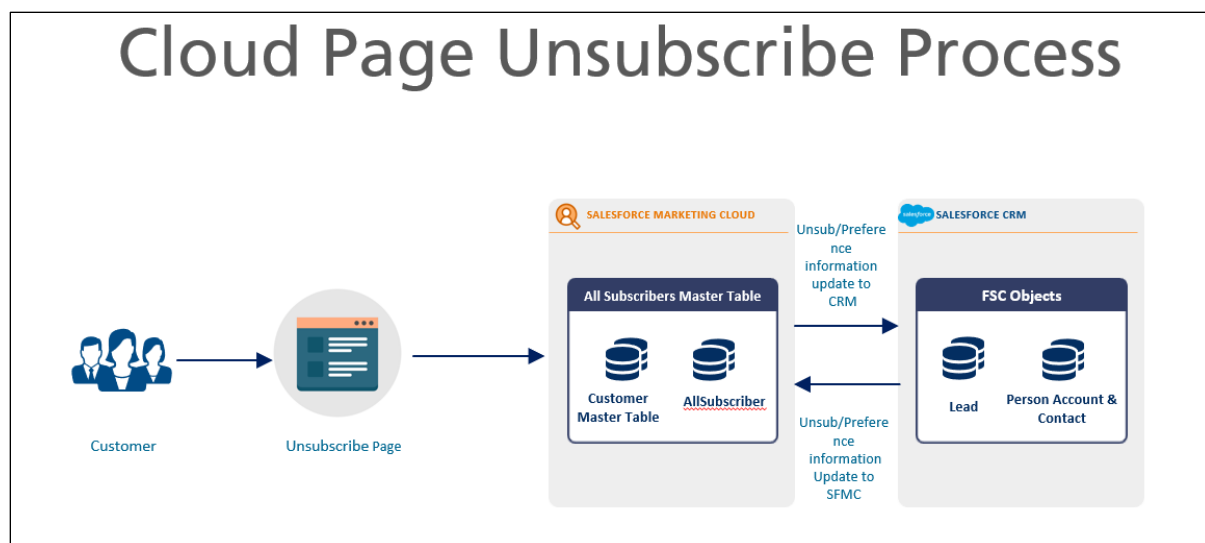 Cloud Page Unsubscribe Process
SALESFORCE MARKETING CLOUD
All Subscribers Master Table
Customer
Master Table
AllSubscriber
Unsub/Prefere
nce
information
update to
CRM
Unsub/Prefere
nce
information
Update to
SFMC
salesforce
SALESFORCE CRM
FSC Objects
Lead
Person Account &
Contact
Customer
Unsubscribe Page